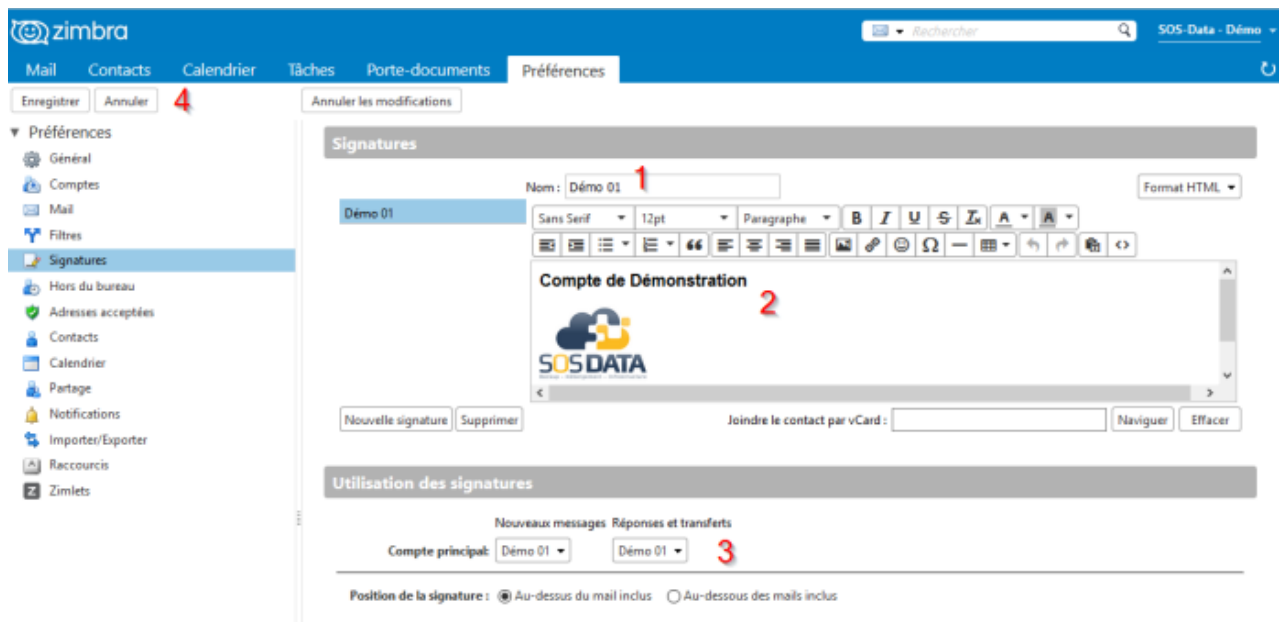 zimbra
Rechercher
SOS-Data - Démo
Mail Contacts Calendrier Tâches Porte-documents Préférences
Enregistrer Annuler 4 Annuler les modifications
Préférences
Général
Comptes
Mail
Filtres
Signatures
Hors du bureau
Adresses acceptées
Contacts
Calendrier
Partage
Notifications
Importer/Exporter
Raccourcis
Z Zimlets
Signatures
Nom : Démo 01 1 Format HTML
Démo 01
Sans Serif 12pt Paragraphe B I U S Ix A A
Ω
Compte de Démonstration
2
SOSDATA
Nouvelle signature Supprimer Joindre le contact par vCard : Naviguer Effacer
Utilisation des signatures
Nouveaux messages Réponses et transferts
Compte principal: Démo 01 Démo 01 3
Position de la signature : Au-dessus du mail inclus Au-dessous des mails inclus